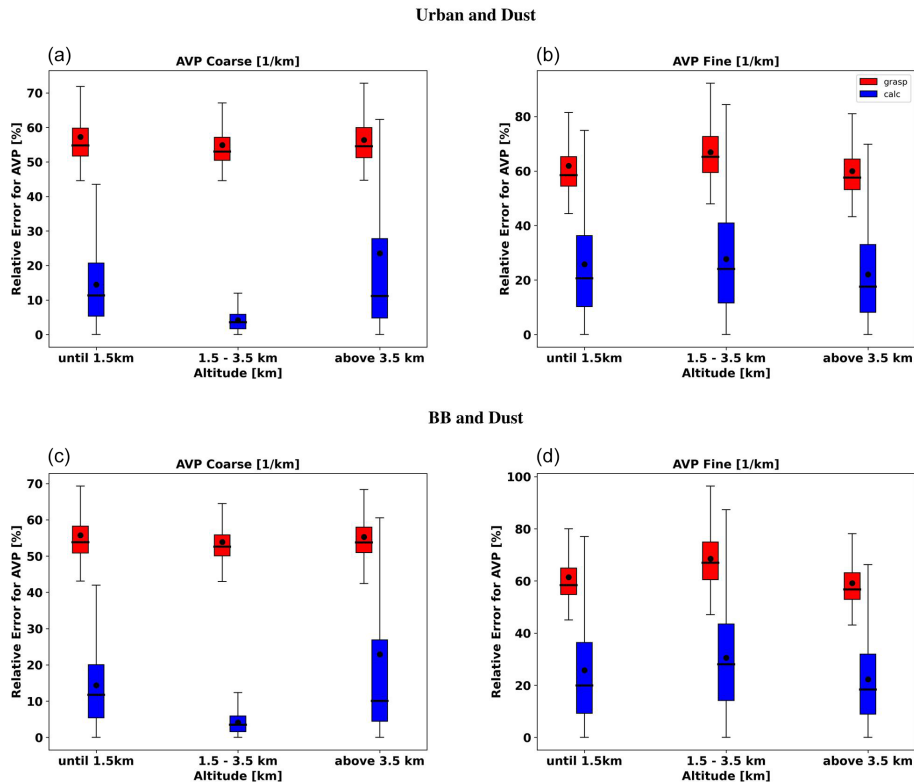 Urban and Dust
(a)
AVP Coarse [1/km]
Relative Error for AVP [%]
70
60
50
40
30
20
10
0
until 1.5km
1.5 - 3.5 km
above 3.5 km
Altitude [km]
(b)
AVP Fine [1/km]
grasp
calc
Relative Error for AVP [%]
80
60
40
20
0
until 1.5km
1.5 - 3.5 km
above 3.5 km
Altitude [km]
BB and Dust
(c)
AVP Coarse [1/km]
Relative Error for AVP [%]
70
60
50
40
30
20
10
0
until 1.5km
1.5 - 3.5 km
above 3.5 km
Altitude [km]
(d)
AVP Fine [1/km]
Relative Error for AVP [%]
100
80
60
40
20
0
until 1.5km
1.5 - 3.5 km
above 3.5 km
Altitude [km]